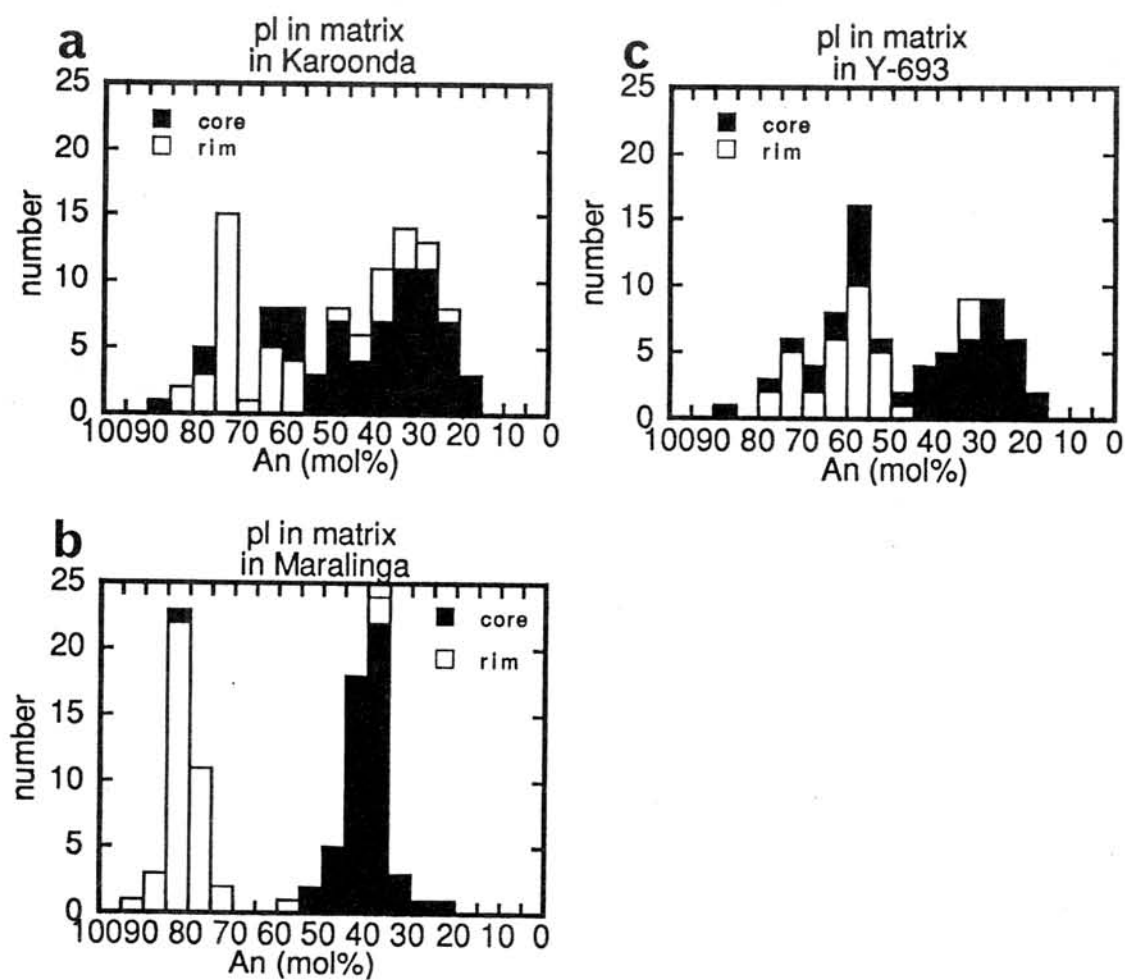 a
pl in matrix
in Karoonda
25
20
15
10
5
0
number
core
rim
10090 80 70 60 50 40 30 20 10 0
An (mol%)
c
pl in matrix
in Y-693
25
20
15
10
5
0
number
core
rim
10090 80 70 60 50 40 30 20 10 0
An (mol%)
b
pl in matrix
in Maralinga
25
20
15
10
5
0
number
core
rim
10090 80 70 60 50 40 30 20 10 0
An (mol%)